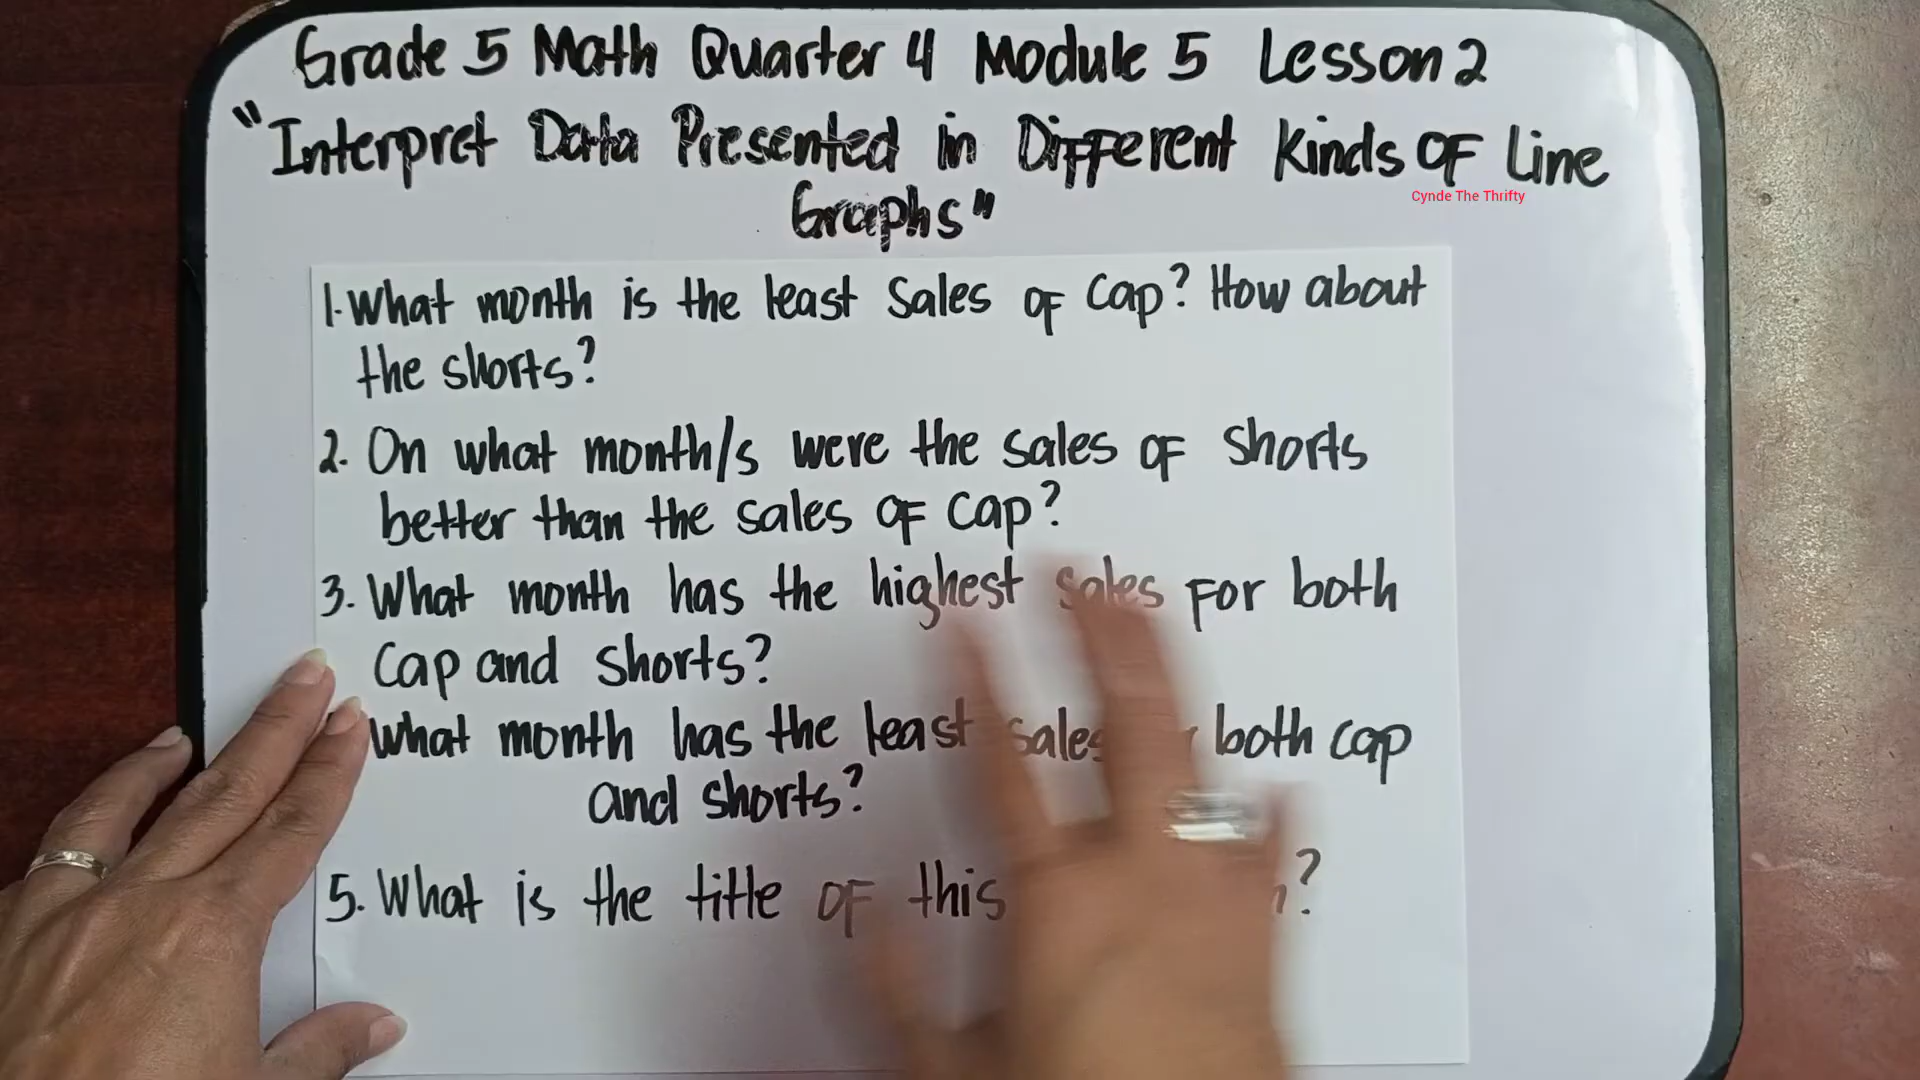 Grade 5 Math Quarter 4 Module 5 Lesson 2
"Interpret Data Presented in Different Kinds OF Line
Cynde The Thrifty
Graphs"
1. What month is the least Sales OF Cap? How about
the shorts?
2. On what month/s were the sales OF Shorts
better than the sales OF Cap?
3. What month has the highest sales For both
Cap and Shorts?
What month has the least sales both cap
and shorts?
5. What is the title OF this ?